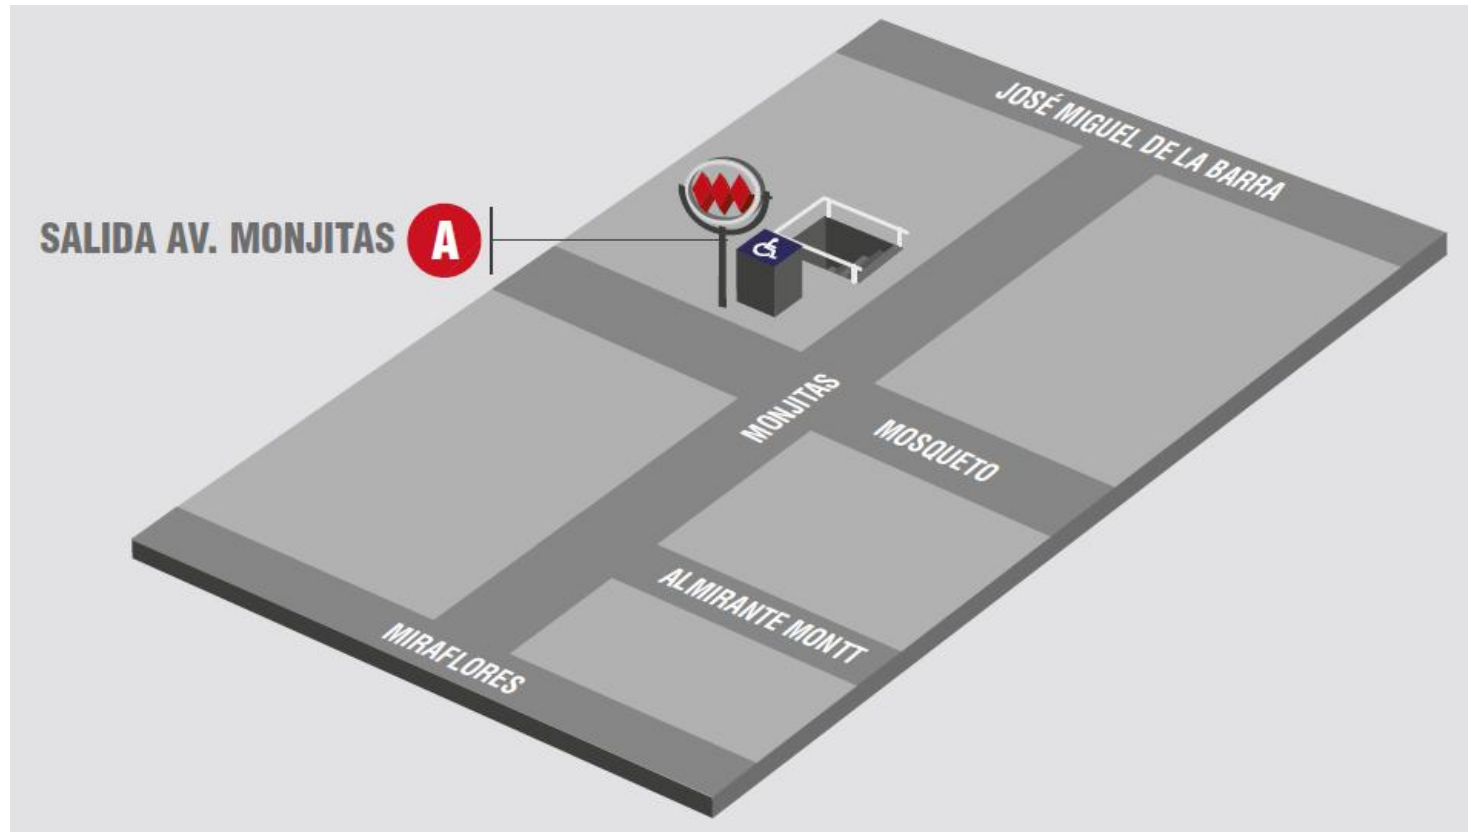 JOSÉ MIGUEL DE LA BARRA
SALIDA AV. MONJITAS A
MONJITAS
MOSQUETO
ALMIRANTE MONTT
MIRAFLORES